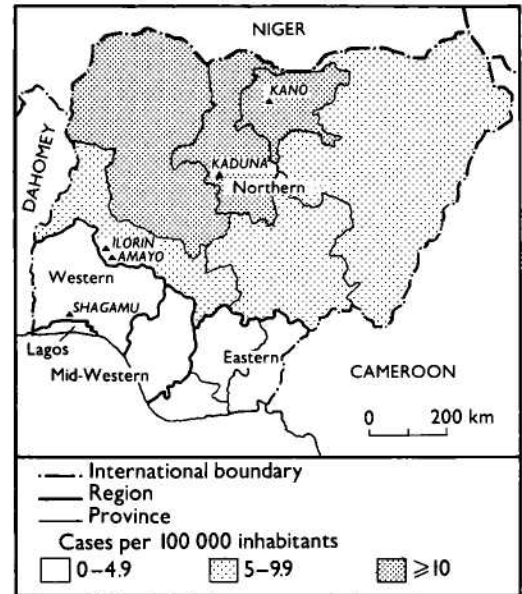 NIGER
KANO
DAHOMEY
KADUNA
Northern
ILORIN
AMAYO
Western
SHAGAMU
Lagos
Mid-Western
Eastern
CAMEROON
0 200 km
International boundary
Region
Province
Cases per 100 000 inhabitants
0–4.9 5–9.9 ⩾10